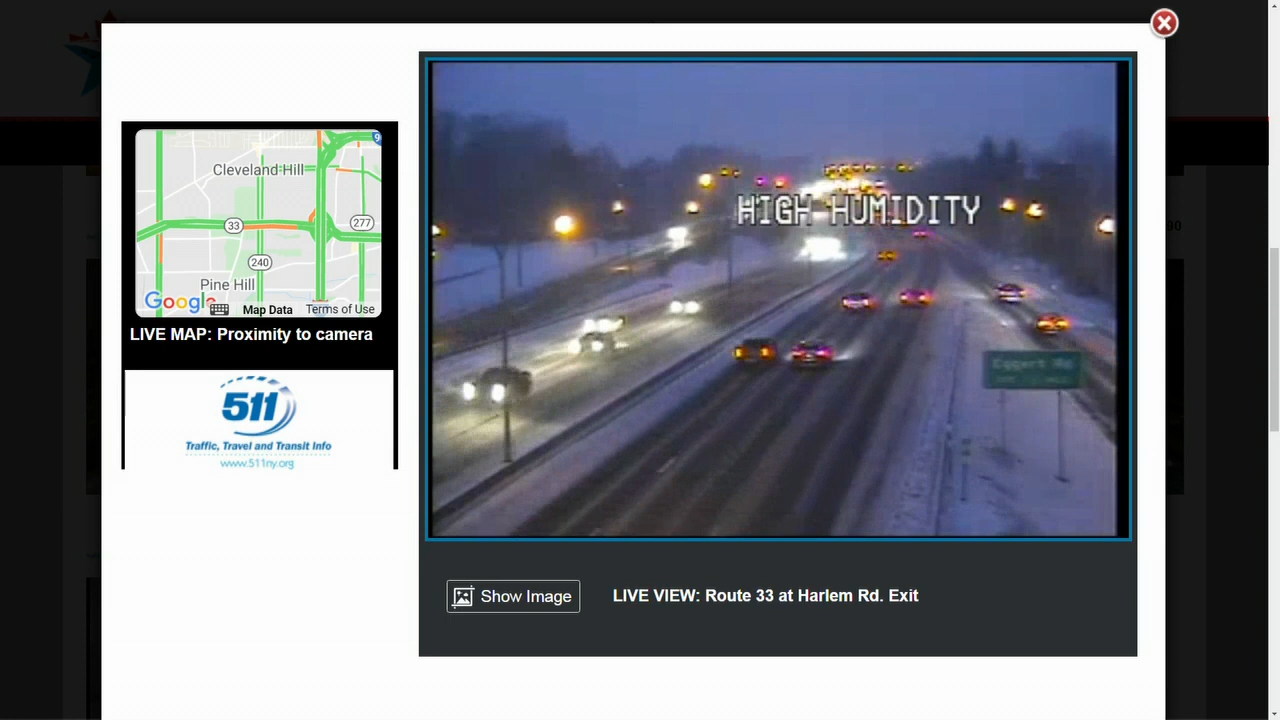 Cleveland Hill
9
33
277
240
Pine Hill
Google
Map Data
Terms of Use
LIVE MAP: Proximity to camera
511
Traffic, Travel and Transit Info
www.511ny.org
HIGH HUMIDITY
Eggert Rd
Show Image
LIVE VIEW: Route 33 at Harlem Rd. Exit